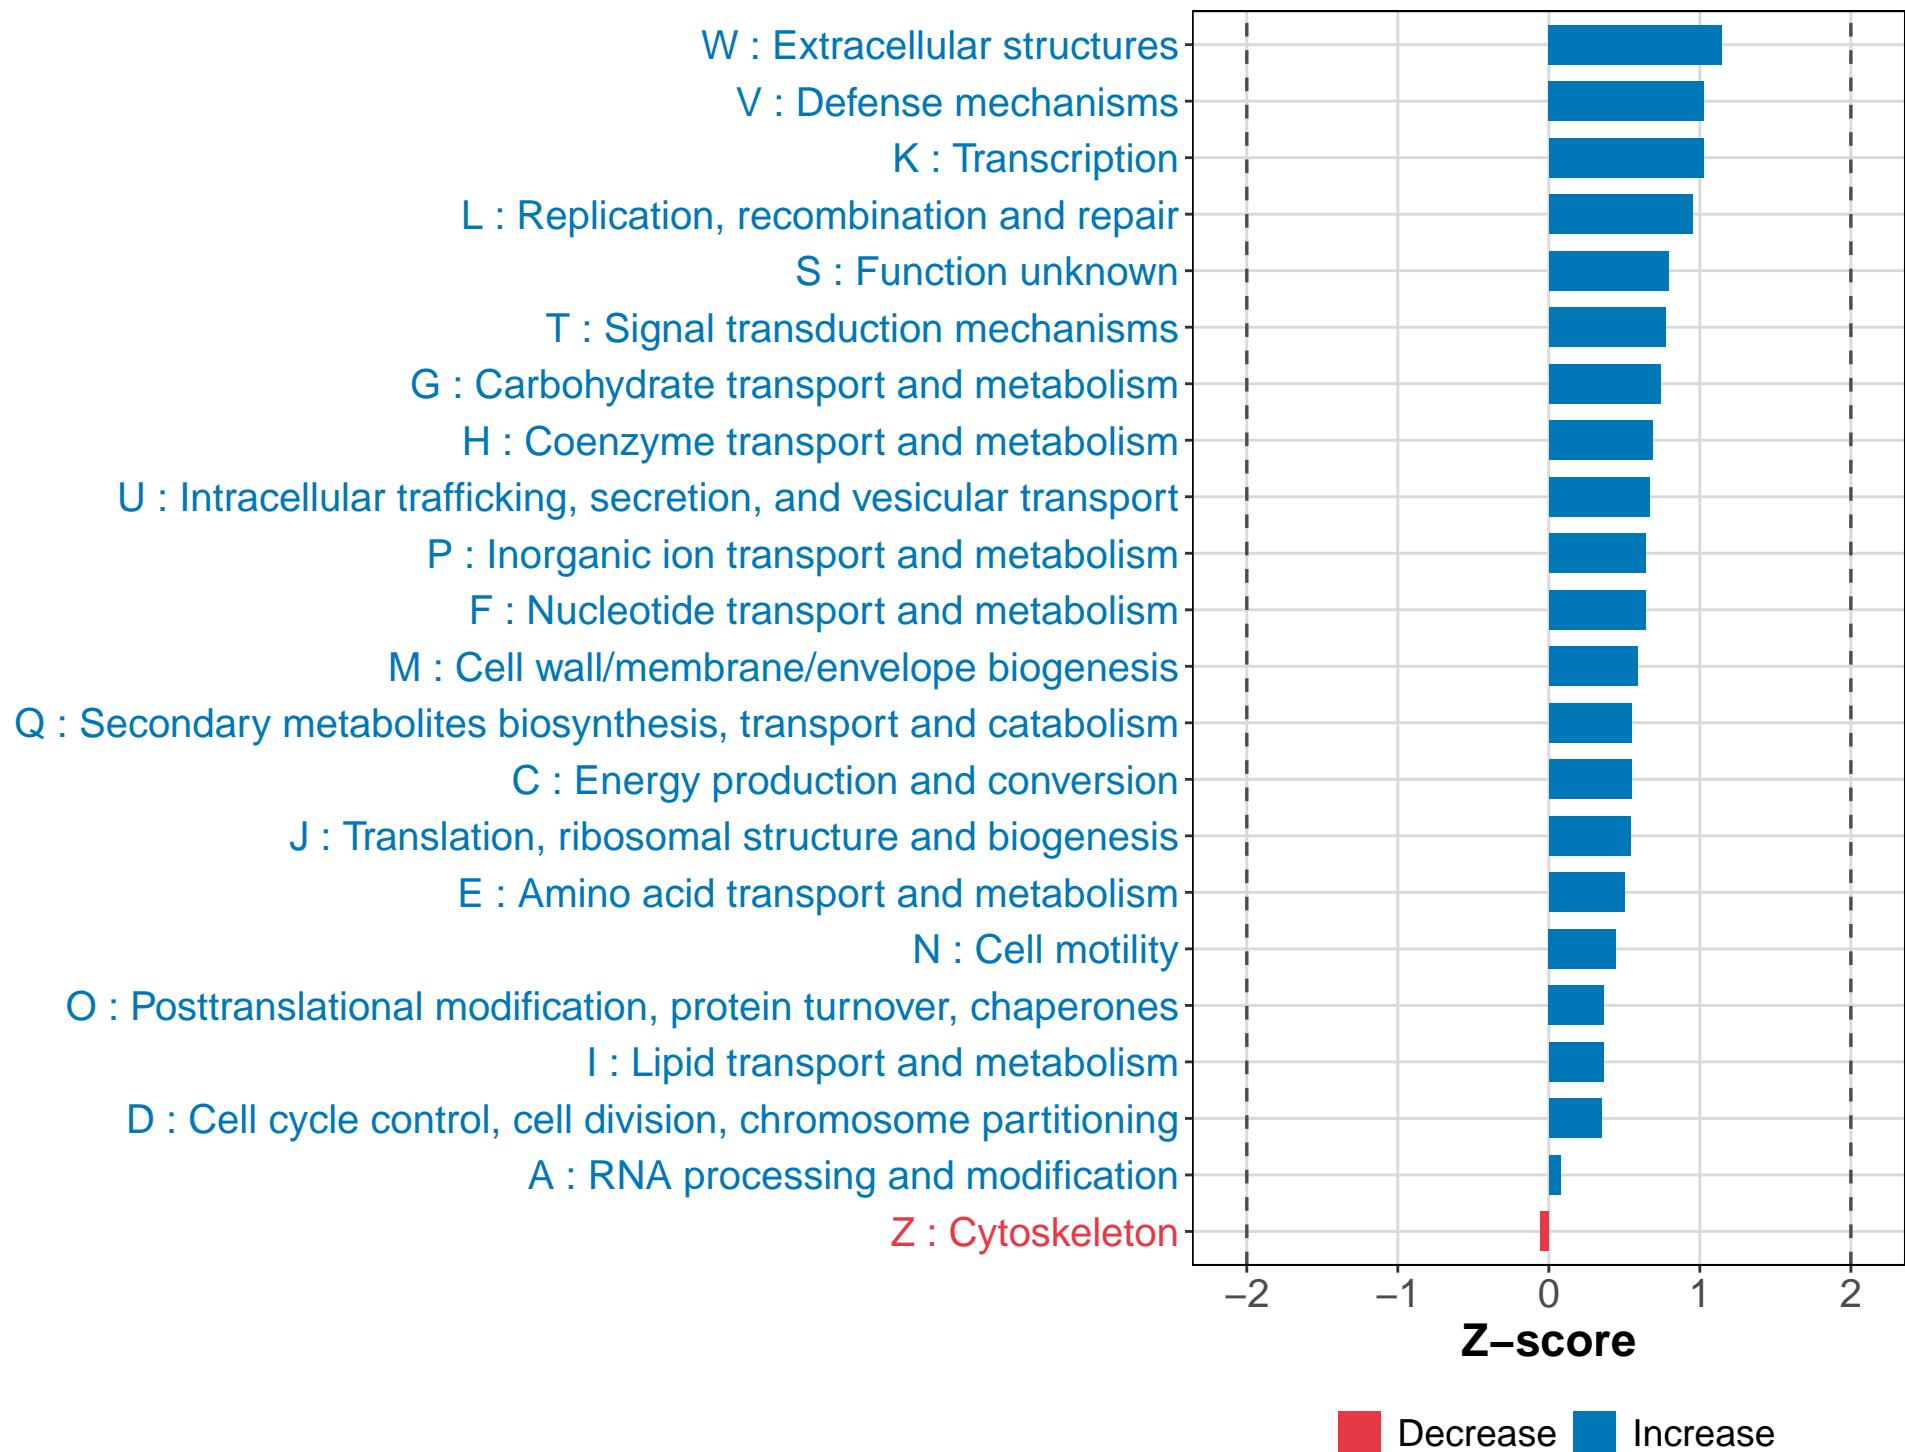 W : Extracellular structures
V : Defense mechanisms
K : Transcription
L : Replication, recombination and repair
S : Function unknown
T : Signal transduction mechanisms
G : Carbohydrate transport and metabolism
H : Coenzyme transport and metabolism
U : Intracellular trafficking, secretion, and vesicular transport
P : Inorganic ion transport and metabolism
F : Nucleotide transport and metabolism
M : Cell wall/membrane/envelope biogenesis
Q : Secondary metabolites biosynthesis, transport and catabolism
C : Energy production and conversion
J : Translation, ribosomal structure and biogenesis
E : Amino acid transport and metabolism
N : Cell motility
O : Posttranslational modification, protein turnover, chaperones
I : Lipid transport and metabolism
D : Cell cycle control, cell division, chromosome partitioning
A : RNA processing and modification
Z : Cytoskeleton
−2 −1 0 1 2
Z−score
Decrease Increase